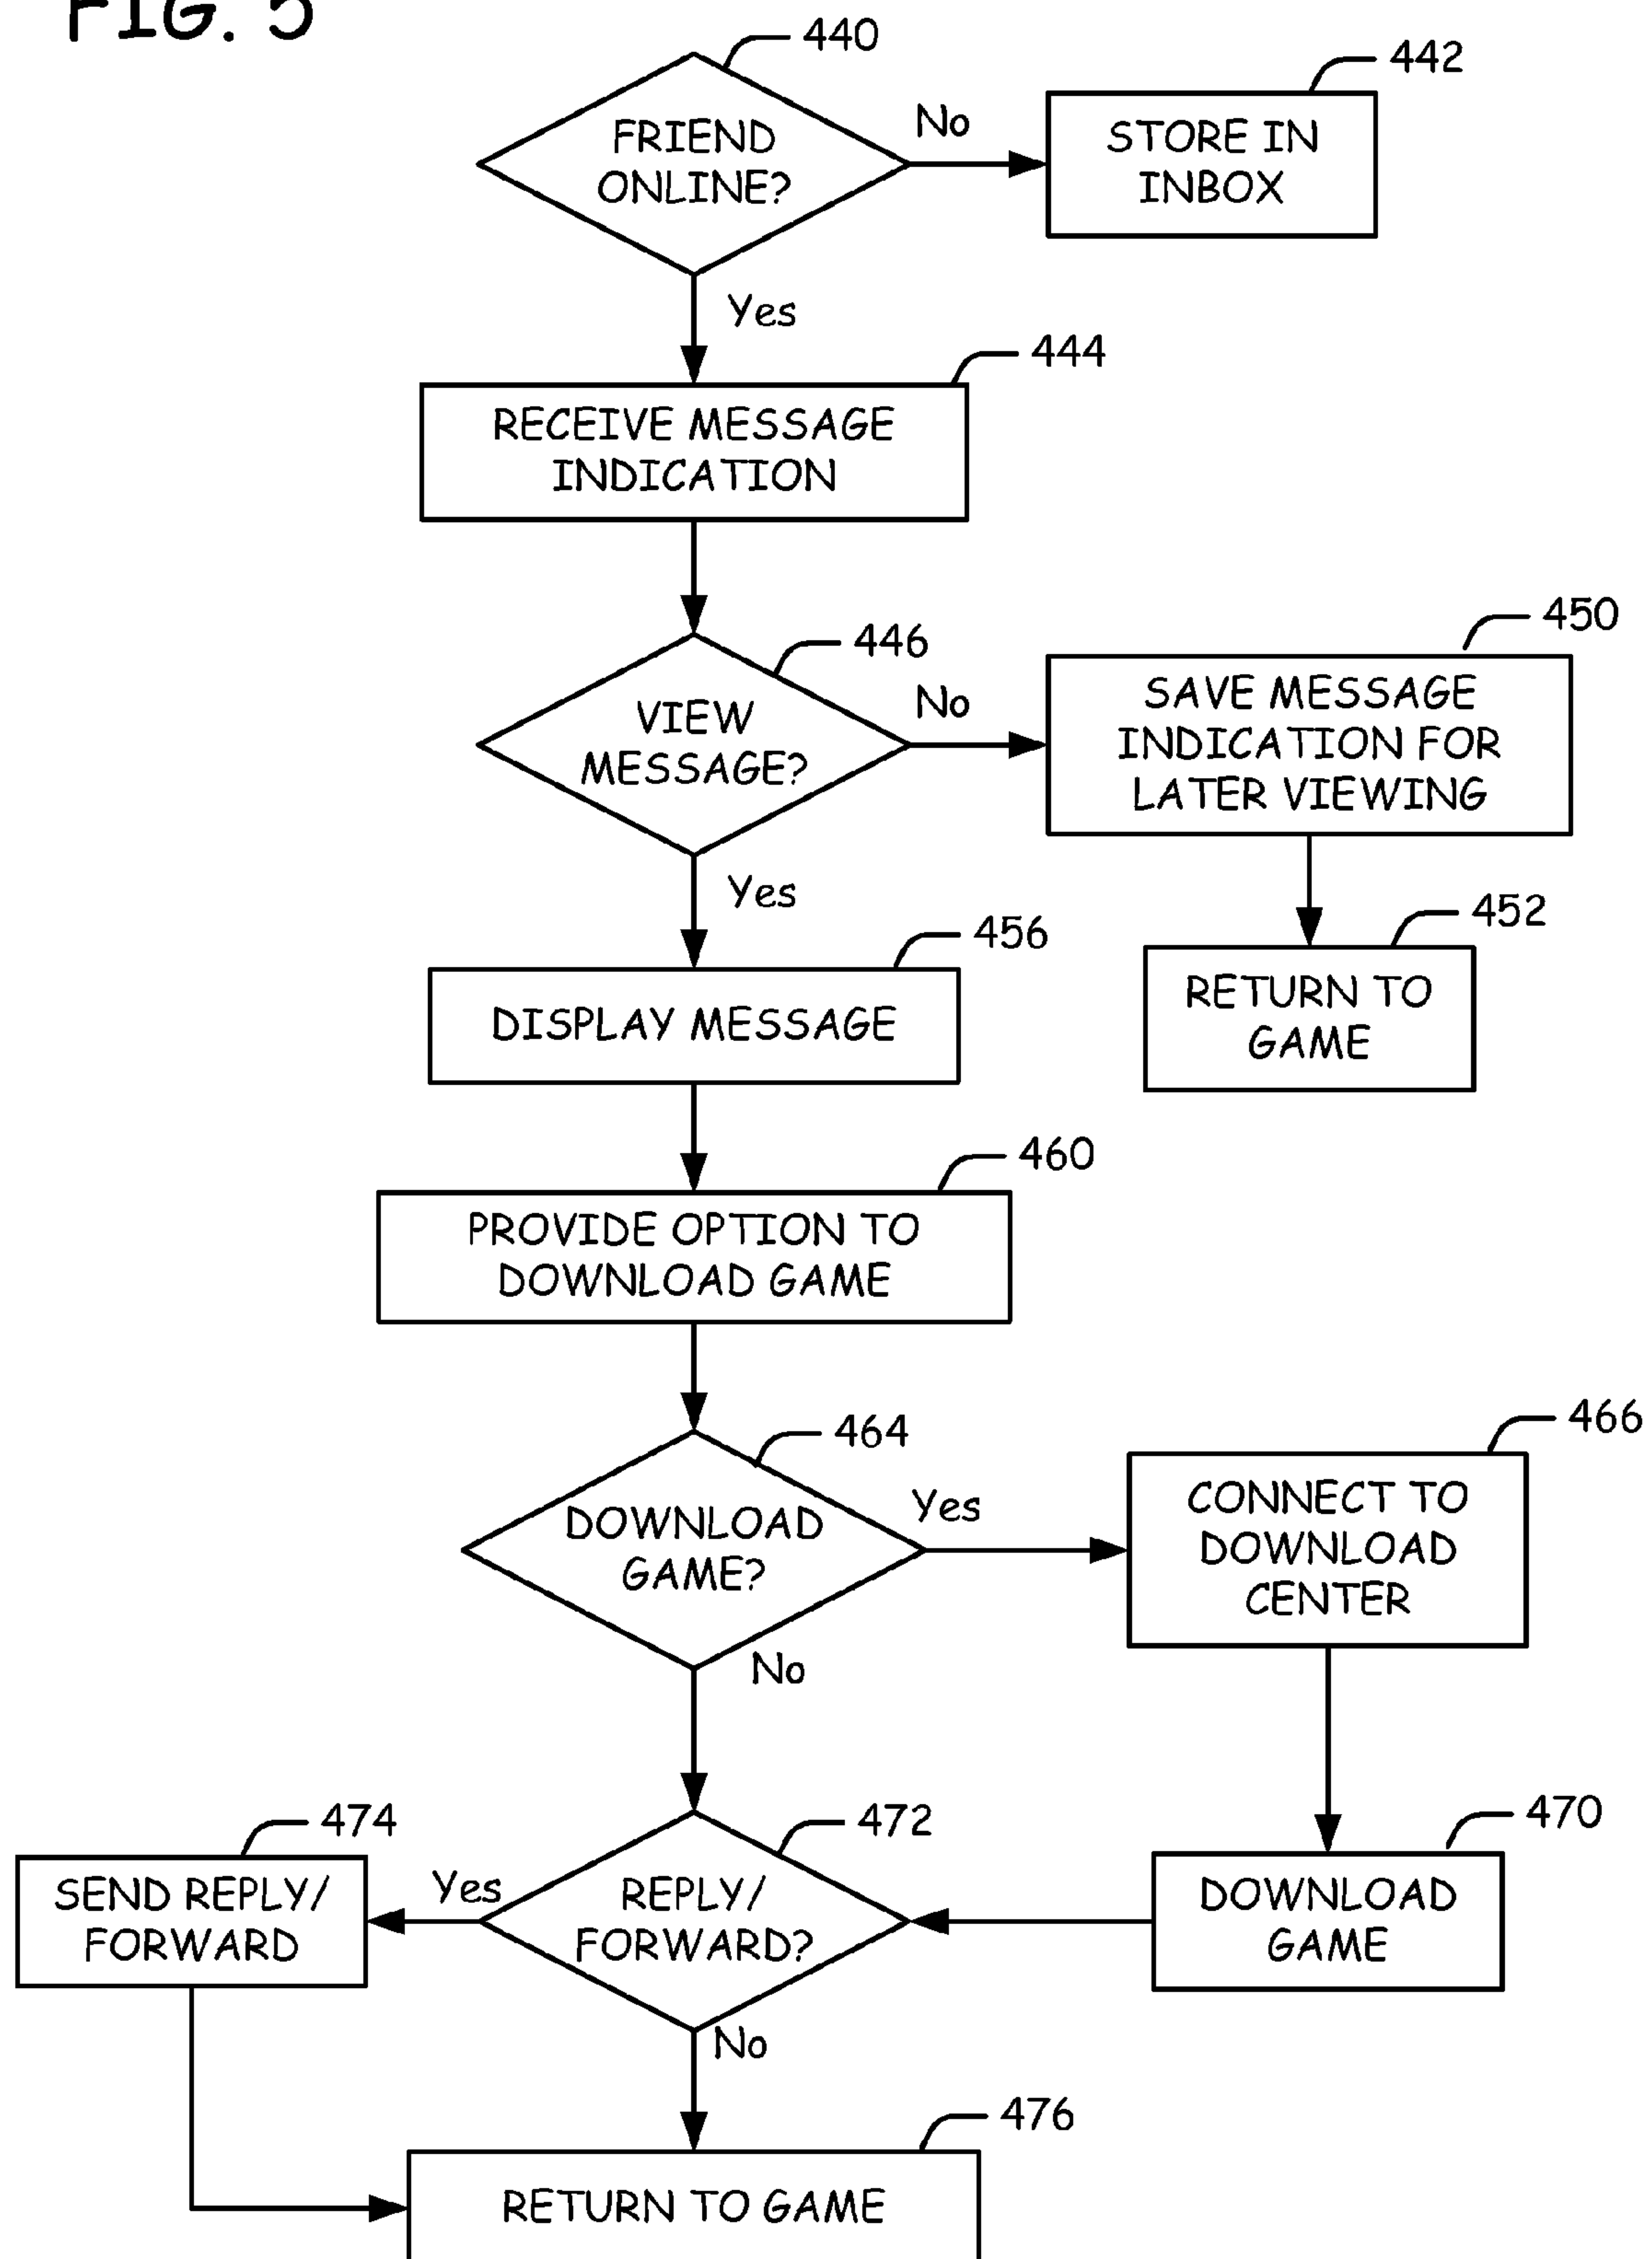 FIG. 5
440
442
FRIEND
ONLINE?
No
STORE IN
INBOX
Yes
444
RECEIVE MESSAGE
INDICATION
446
450
VIEW
MESSAGE?
No
SAVE MESSAGE
INDICATION FOR
LATER VIEWING
Yes
452
456
RETURN TO
GAME
DISPLAY MESSAGE
460
PROVIDE OPTION TO
DOWNLOAD GAME
464
466
DOWNLOAD
GAME?
Yes
CONNECT TO
DOWNLOAD
CENTER
No
474
472
470
SEND REPLY/
FORWARD
Yes
REPLY/
FORWARD?
DOWNLOAD
GAME
No
476
RETURN TO GAME